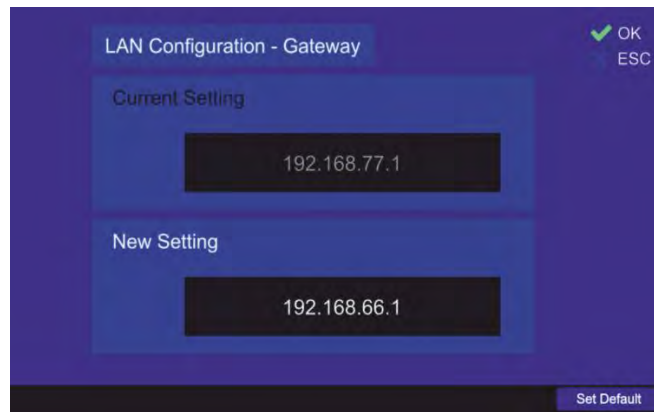 LAN Configuration - Gateway
OK
ESC
Current Setting
192.168.77.1
New Setting
192.168.66.1
Set Default